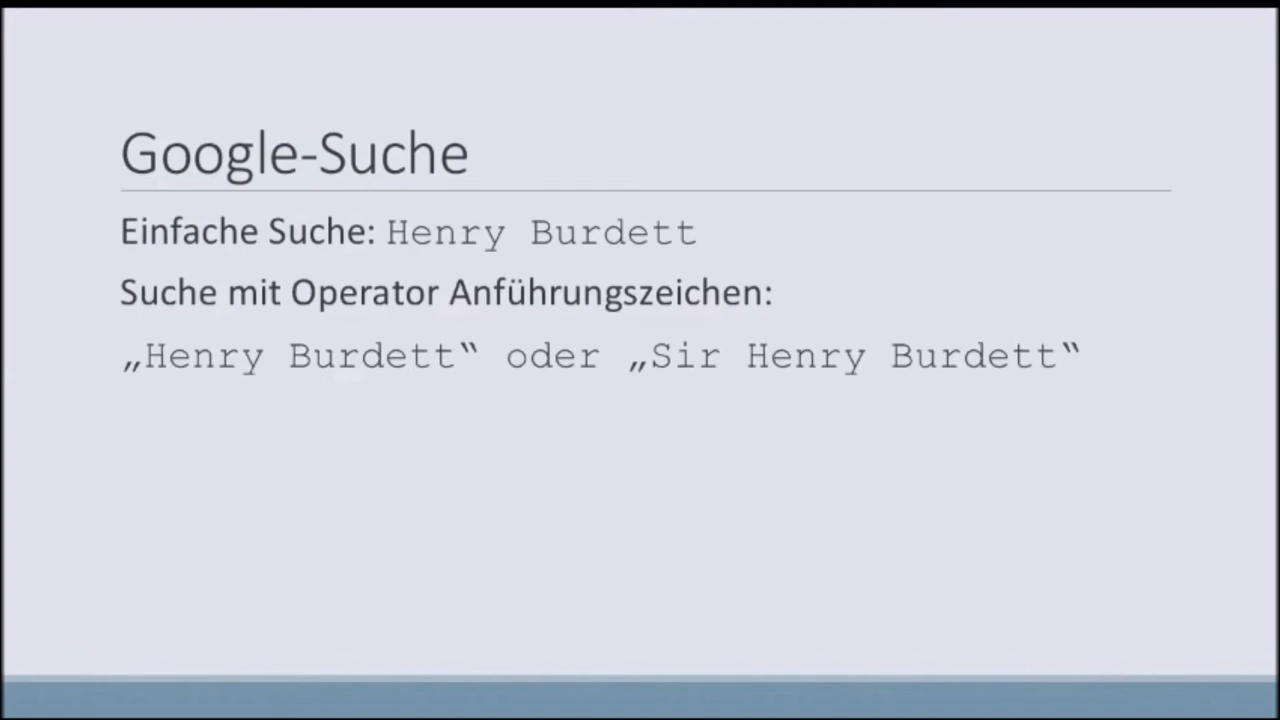 Google-Suche
Einfache Suche: Henry Burdett
Suche mit Operator Anführungszeichen:
„Henry Burdett“ oder „Sir Henry Burdett“